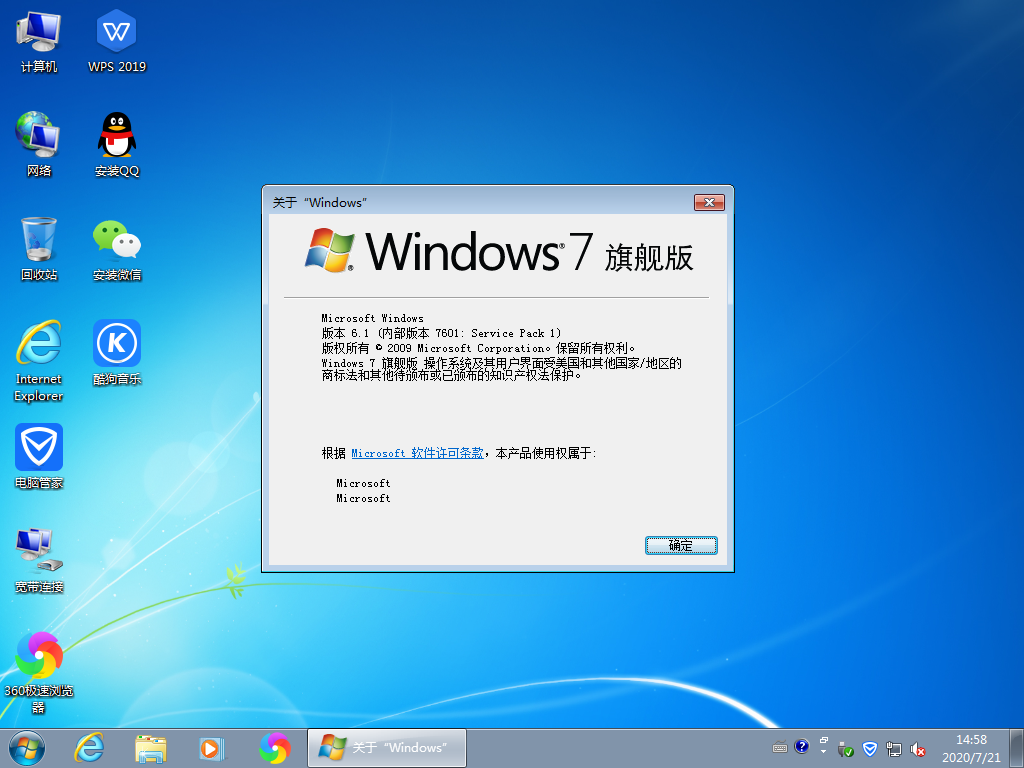 计算机
WPS 2019
网络
安装QQ
回收站
安装微信
Internet
Explorer
酷狗音乐
电脑管家
宽带连接
360极速浏览
器
关于 “Windows”
Windows® 7 旗舰版
Microsoft Windows
版本 6.1 (内部版本 7601: Service Pack 1)
版权所有 © 2009 Microsoft Corporation。保留所有权利。
Windows 7 旗舰版 操作系统及其用户界面受美国和其他国家/地区的
商标法和其他待颁布或已颁布的知识产权法保护。
根据 Microsoft 软件许可条款，本产品使用权属于:
Microsoft
Microsoft
确定
关于 “Windows”
14:58
2020/7/21